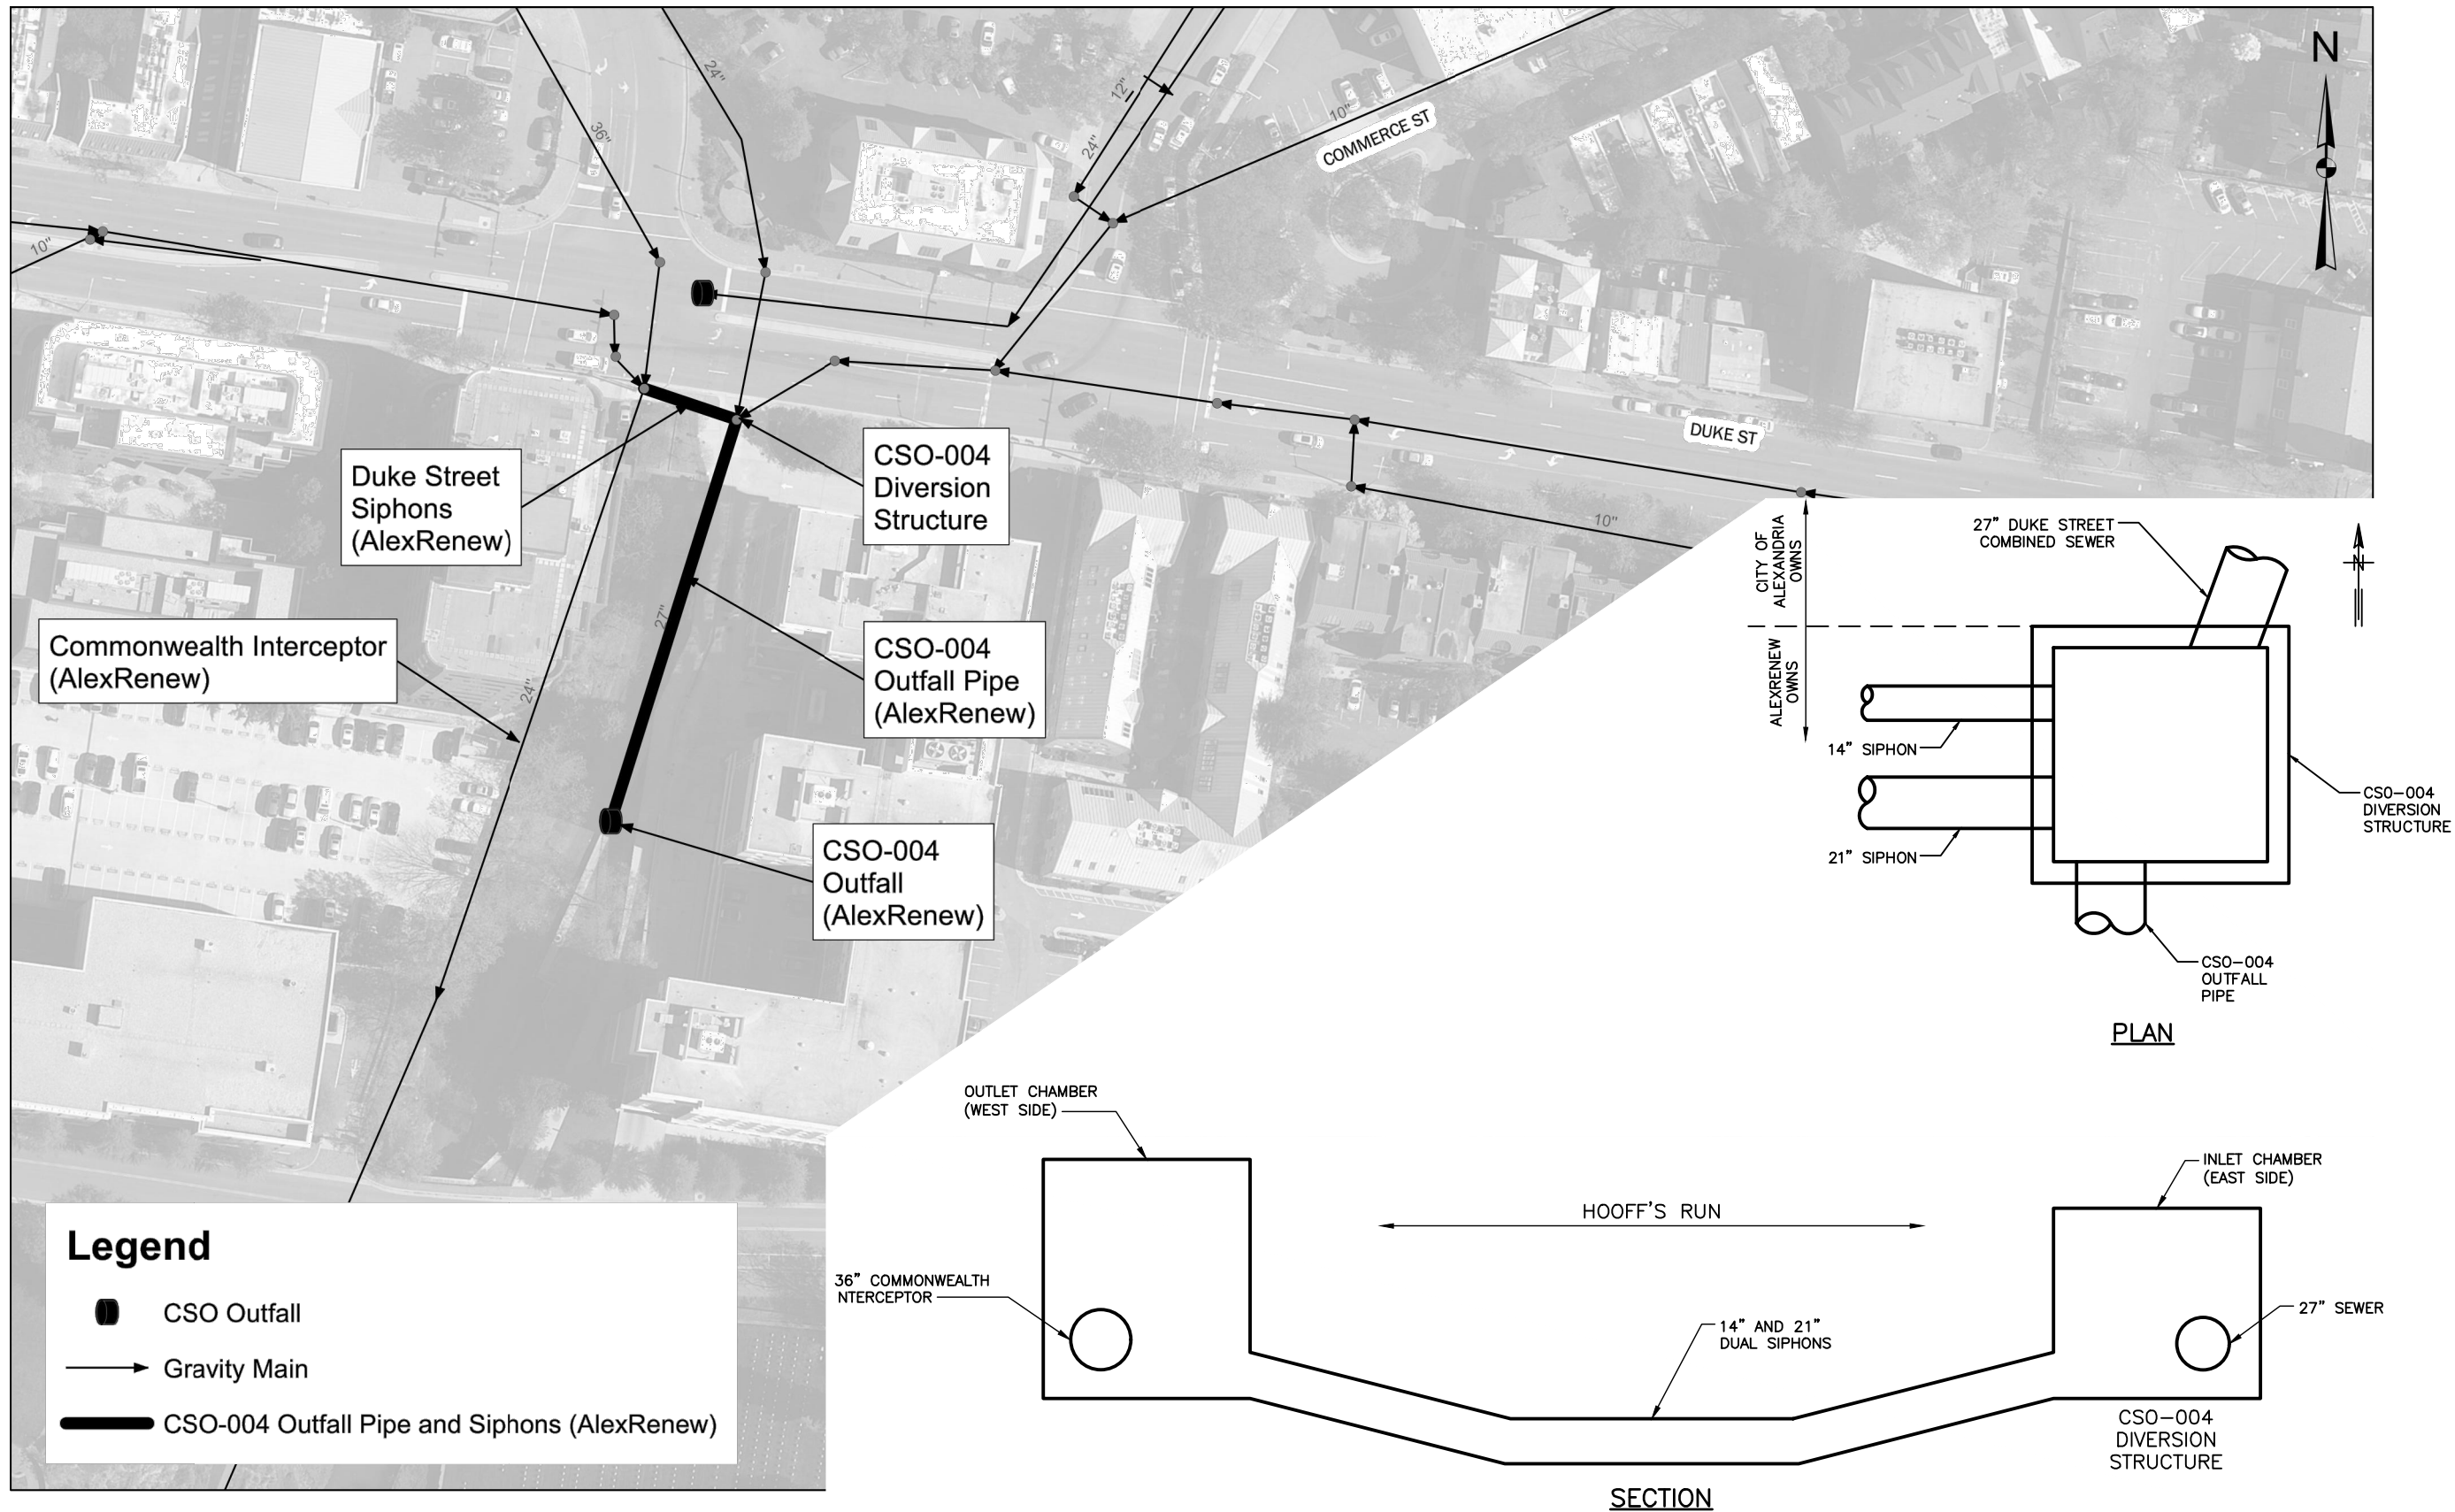 24"
36"
12"
24"
10"
COMMERCE ST
N
10"
DUKE ST
10"
Duke Street
Siphons
(AlexRenew)
CSO-004
Diversion
Structure
27"
24"
Commonwealth Interceptor
(AlexRenew)
CSO-004
Outfall Pipe
(AlexRenew)
CSO-004
Outfall
(AlexRenew)
CITY OF
ALEXANDRIA
OWNS
ALEXRENEW
OWNS
27" DUKE STREET
COMBINED SEWER
N
14" SIPHON
21" SIPHON
CSO-004
DIVERSION
STRUCTURE
CSO-004
OUTFALL
PIPE
PLAN
OUTLET CHAMBER
(WEST SIDE)
INLET CHAMBER
(EAST SIDE)
HOOFF'S RUN
36" COMMONWEALTH
NTERCEPTOR
14" AND 21"
DUAL SIPHONS
27" SEWER
CSO-004
DIVERSION
STRUCTURE
SECTION
Legend
CSO Outfall
Gravity Main
CSO-004 Outfall Pipe and Siphons (AlexRenew)